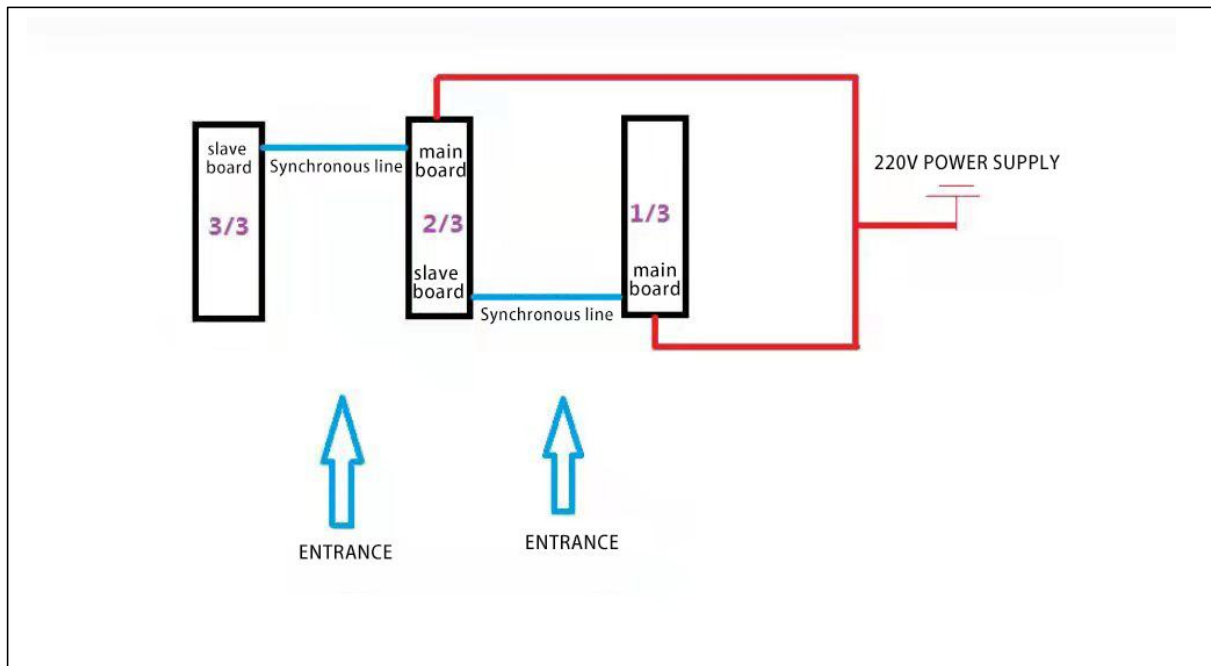 slave
board
Synchronous line
3/3
main
board
2/3
slave
board
Synchronous line
1/3
main
board
220V POWER SUPPLY
ENTRANCE
ENTRANCE